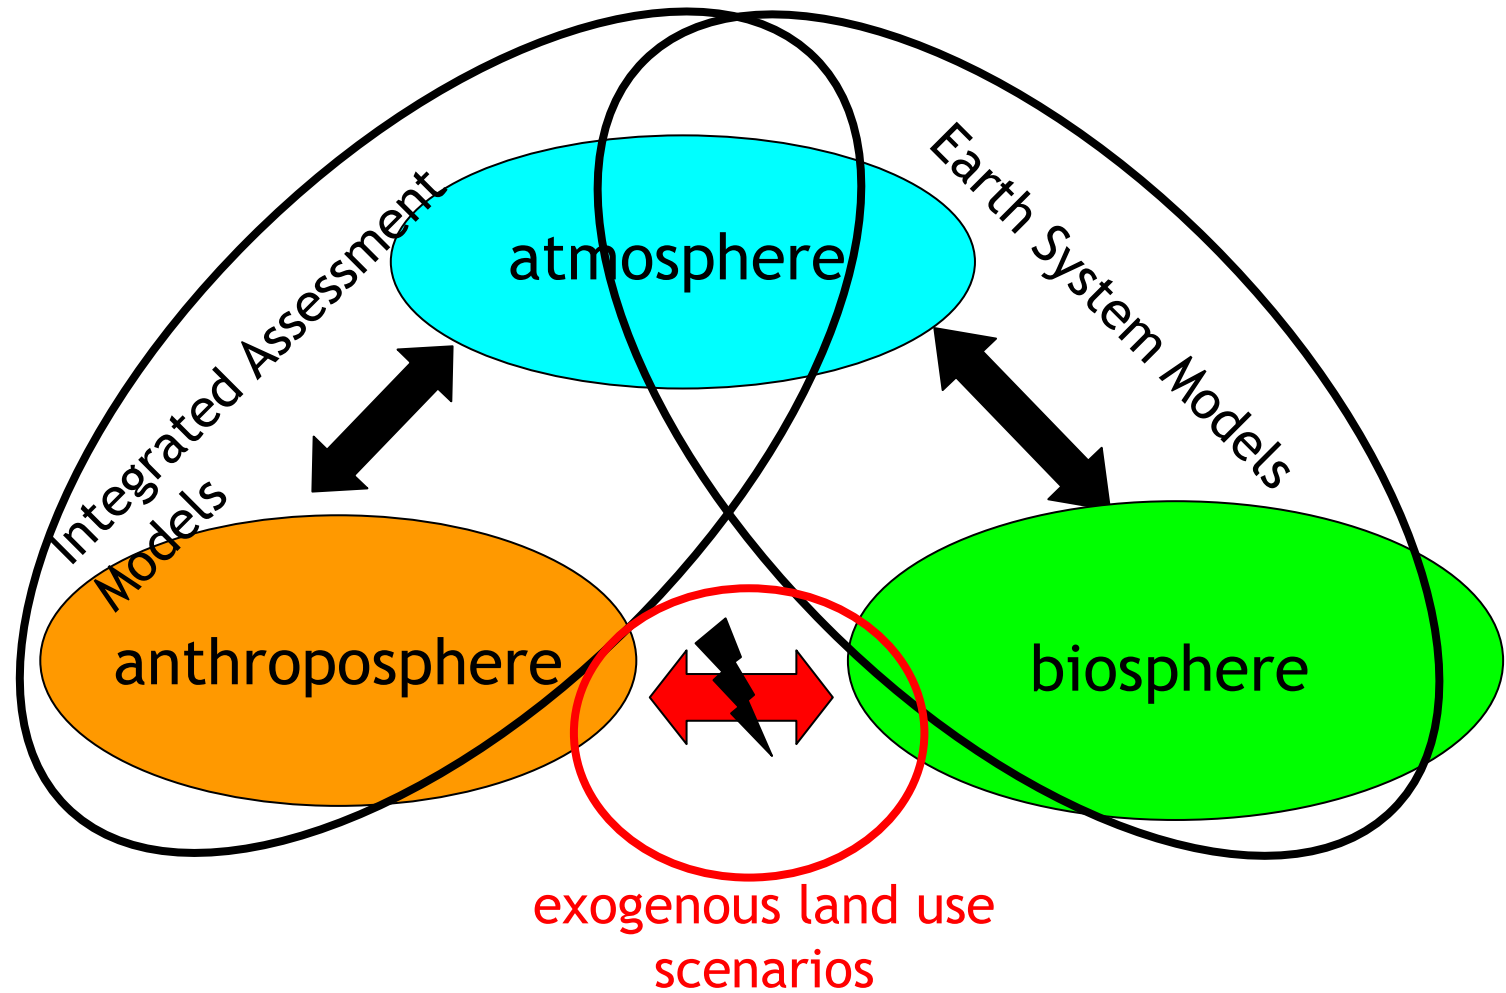 Integrated Assessment
Models
Earth System Models
atmosphere
anthroposphere
biosphere
exogenous land use
scenarios